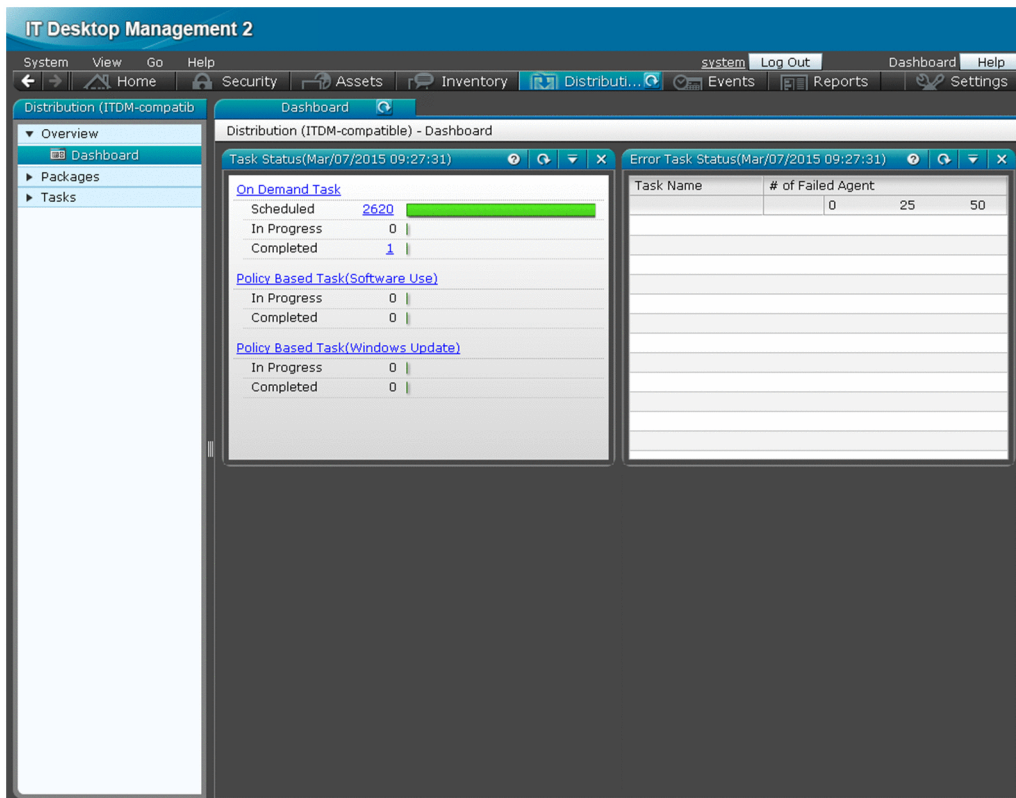 IT Desktop Management 2
System View Go Help system Log Out Dashboard Help
Home Security Assets Inventory Distributi... Events Reports Settings
Distribution (ITDM-compatib
Dashboard
Overview
Dashboard
Packages
Tasks
Distribution (ITDM-compatible) - Dashboard
Task Status(Mar/07/2015 09:27:31)
On Demand Task
Scheduled 2620
In Progress 0
Completed 1
Policy Based Task(Software Use)
In Progress 0
Completed 0
Policy Based Task(Windows Update)
In Progress 0
Completed 0
Error Task Status(Mar/07/2015 09:27:31)
Task Name # of Failed Agent
0 25 50